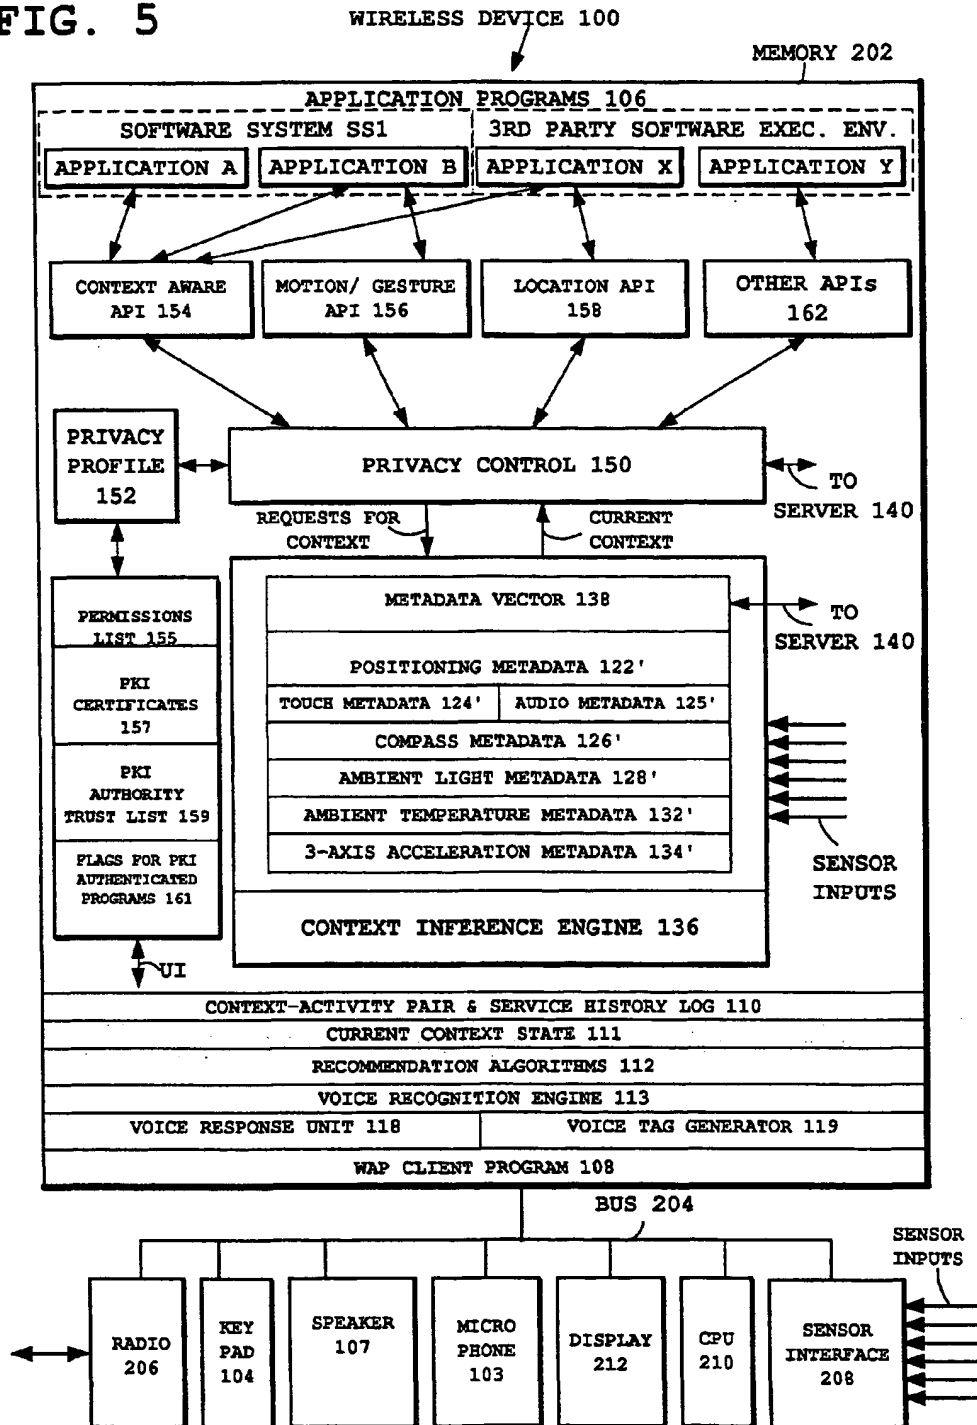 FIG. 5
WIRELESS DEVICE 100
MEMORY 202
APPLICATION PROGRAMS 106
SOFTWARE SYSTEM SS1
3RD PARTY SOFTWARE EXEC. ENV.
APPLICATION A
APPLICATION B
APPLICATION X
APPLICATION Y
CONTEXT AWARE
API 154
MOTION/ GESTURE
API 156
LOCATION API
158
OTHER APIs
162
PRIVACY
PROFILE
152
PRIVACY CONTROL 150
TO
SERVER 140
REQUESTS FOR
CONTEXT
CURRENT
CONTEXT
PERMISSIONS
LIST 155
PKI
CERTIFICATES
157
PKI
AUTHORITY
TRUST LIST 159
FLAGS FOR PKI
AUTHENTICATED
PROGRAMS 161
UI
METADATA VECTOR 138
TO
SERVER 140
POSITIONING METADATA 122'
TOUCH METADATA 124'
AUDIO METADATA 125'
COMPASS METADATA 126'
AMBIENT LIGHT METADATA 128'
AMBIENT TEMPERATURE METADATA 132'
3-AXIS ACCELERATION METADATA 134'
SENSOR
INPUTS
CONTEXT INFERENCE ENGINE 136
CONTEXT-ACTIVITY PAIR & SERVICE HISTORY LOG 110
CURRENT CONTEXT STATE 111
RECOMMENDATION ALGORITHMS 112
VOICE RECOGNITION ENGINE 113
VOICE RESPONSE UNIT 118
VOICE TAG GENERATOR 119
WAP CLIENT PROGRAM 108
BUS 204
SENSOR
INPUTS
RADIO
206
KEY
PAD
104
SPEAKER
107
MICRO
PHONE
103
DISPLAY
212
CPU
210
SENSOR
INTERFACE
208